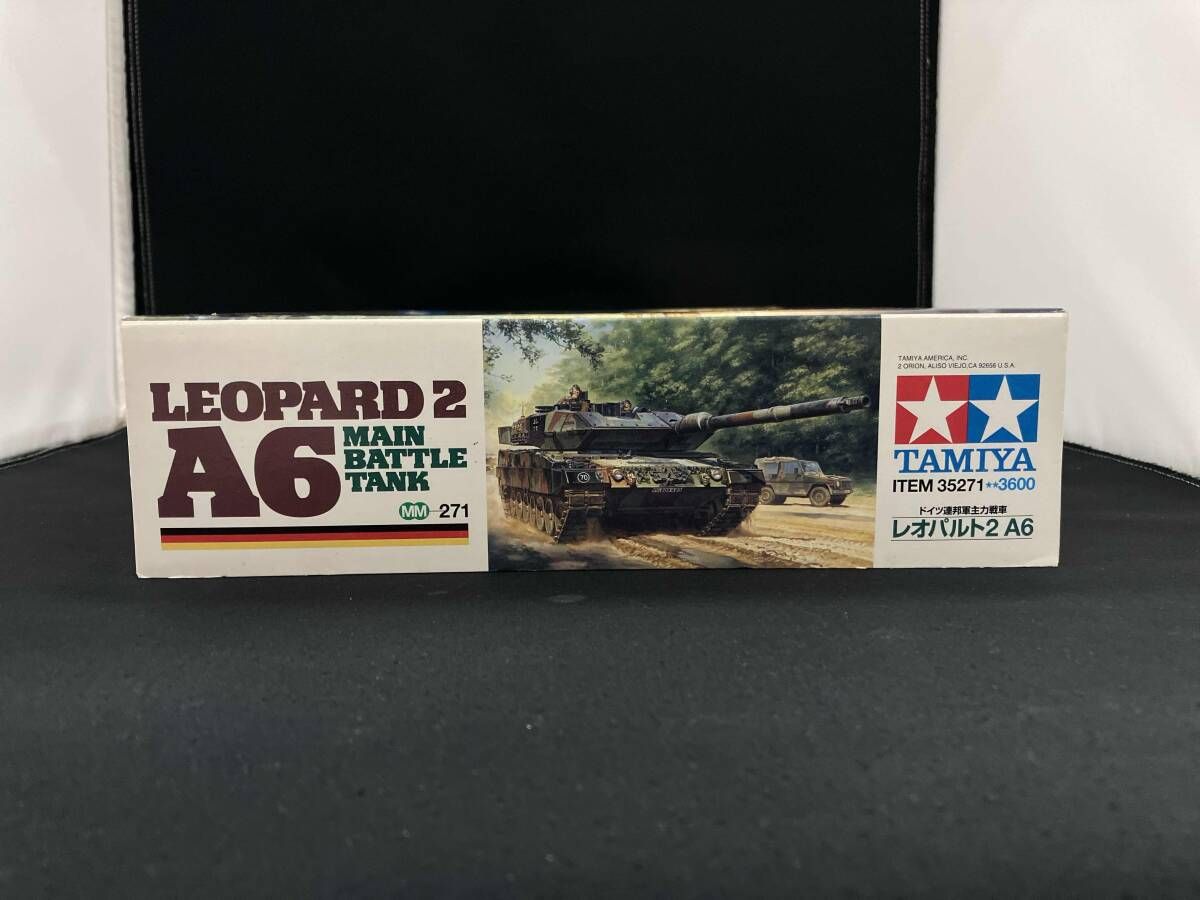 LEOPARD 2
A6
MAIN
BATTLE
TANK
MM 271
TAMIYA AMERICA, INC.
2 ORION, ALISO VIEJO, CA 92656 U.S.A.
TAMIYA
ITEM 35271 **3600
ドイツ連邦軍主力戦車
レオパルト2 A6
70